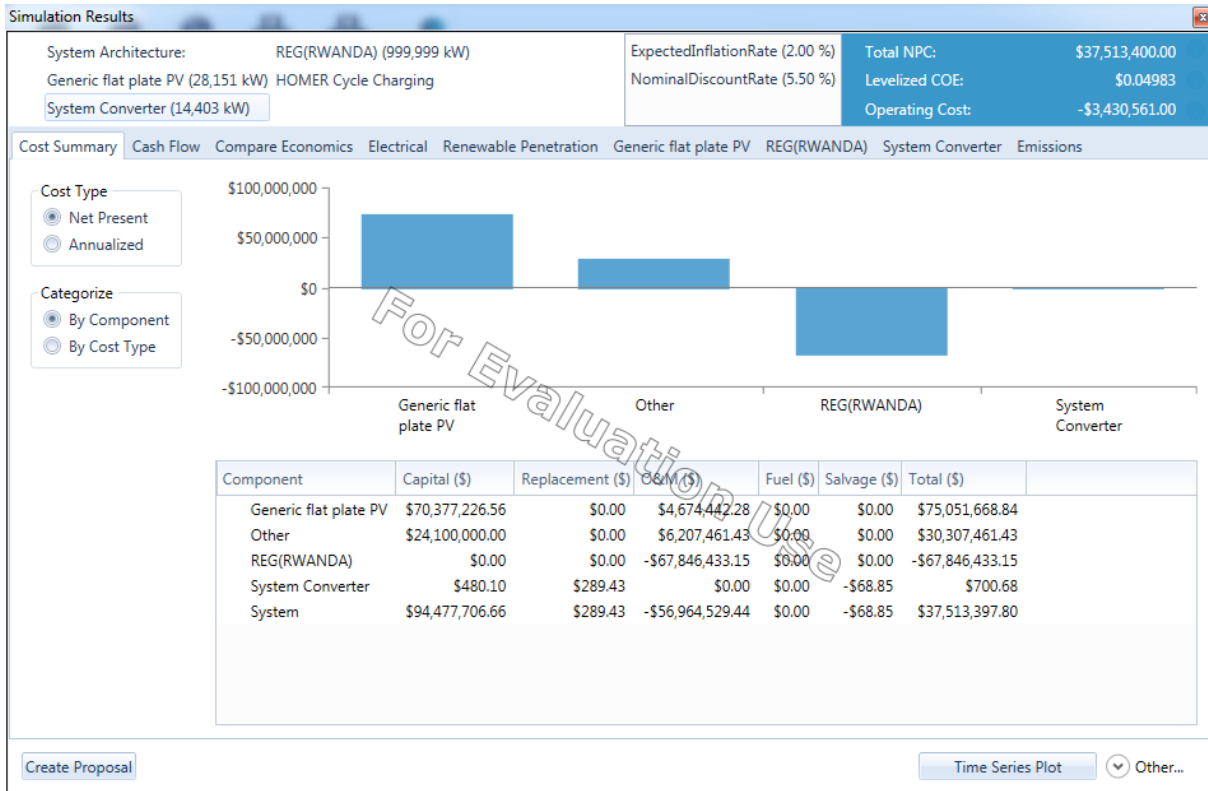 Simulation Results
System Architecture: REG(RWANDA) (999,999 kW)
Generic flat plate PV (28,151 kW) HOMER Cycle Charging
System Converter (14,403 kW)
ExpectedInflationRate (2.00 %)
NominalDiscountRate (5.50 %)
Total NPC: $37,513,400.00
Levelized COE: $0.04983
Operating Cost: -$3,430,561.00
Cost Summary Cash Flow Compare Economics Electrical Renewable Penetration Generic flat plate PV REG(RWANDA) System Converter Emissions
Cost Type
Net Present
Annualized
Categorize
By Component
By Cost Type
$100,000,000
$50,000,000
$0
-$50,000,000
-$100,000,000
Generic flat
plate PV
Other
REG(RWANDA)
System
Converter
For Evaluation Use
Component Capital ($) Replacement ($) O&M ($) Fuel ($) Salvage ($) Total ($)
Generic flat plate PV $70,377,226.56 $0.00 $4,674,442.28 $0.00 $0.00 $75,051,668.84
Other $24,100,000.00 $0.00 $6,207,461.43 $0.00 $0.00 $30,307,461.43
REG(RWANDA) $0.00 $0.00 -$67,846,433.15 $0.00 $0.00 -$67,846,433.15
System Converter $480.10 $289.43 $0.00 $0.00 -$68.85 $700.68
System $94,477,706.66 $289.43 -$56,964,529.44 $0.00 -$68.85 $37,513,397.80
Create Proposal
Time Series Plot
Other...